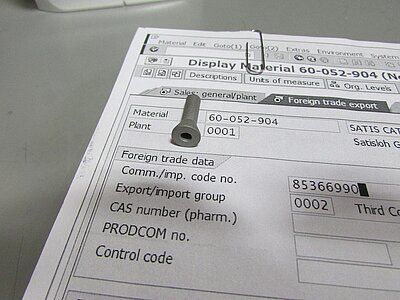 Material Edit Goto(1) Goto(2) Extras Environment System
Display Material 60-052-904 (No
Descriptions Units of measure Org. Levels
Sales: general/plant Foreign trade export
Material 60-052-904 SATIS CAT
Plant 0001 Satisloh G
Foreign trade data
Comm./imp. code no. 85366990
Export/import group 0002 Third Co
CAS number (pharm.)
PRODCOM no.
Control code